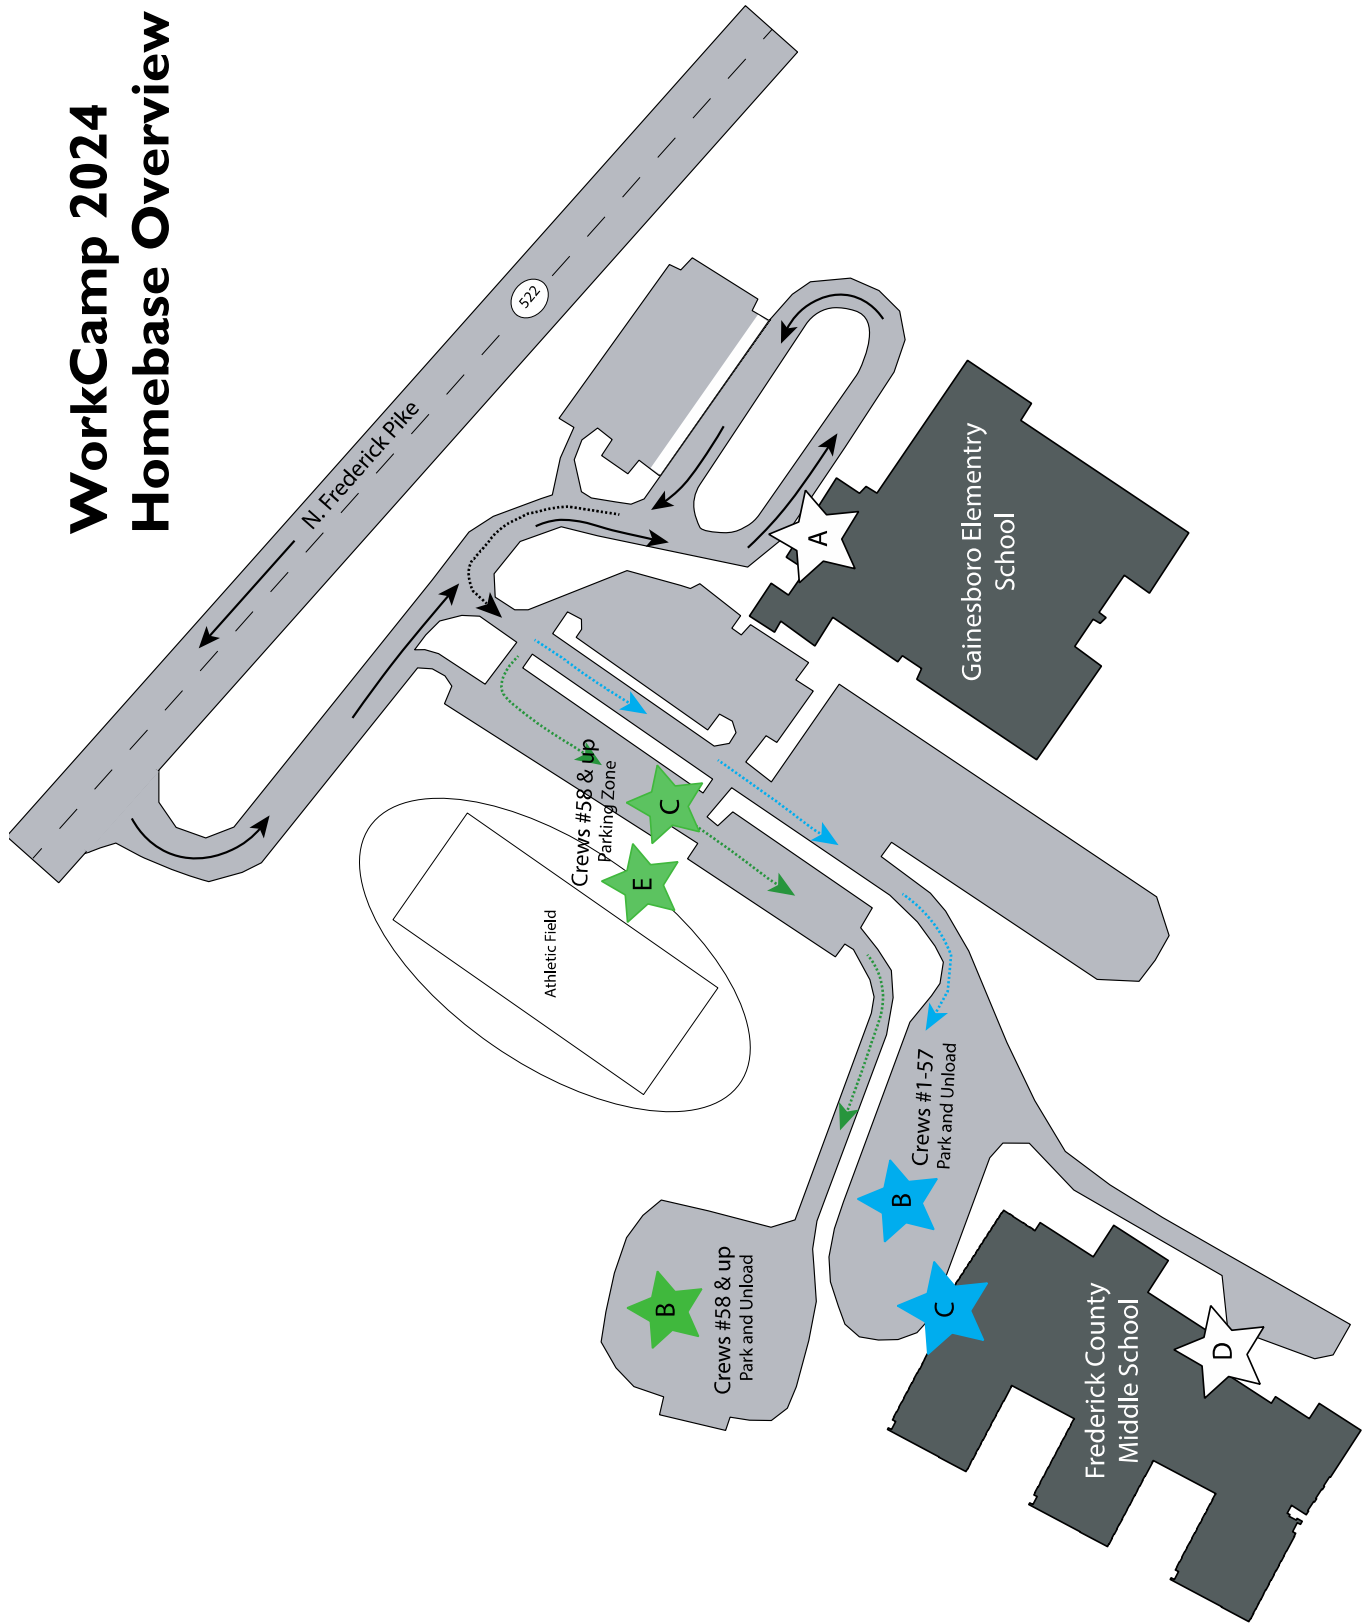 WorkCamp 2024
Homebase Overview
522
N. Frederick Pike
A
Gainesboro Elementry
School
Crews #58 & up
Parking Zone
C
E
Athletic Field
Crews #1-57
Park and Unload
B
C
B
Crews #58 & up
Park and Unload
Frederick County
Middle School
D